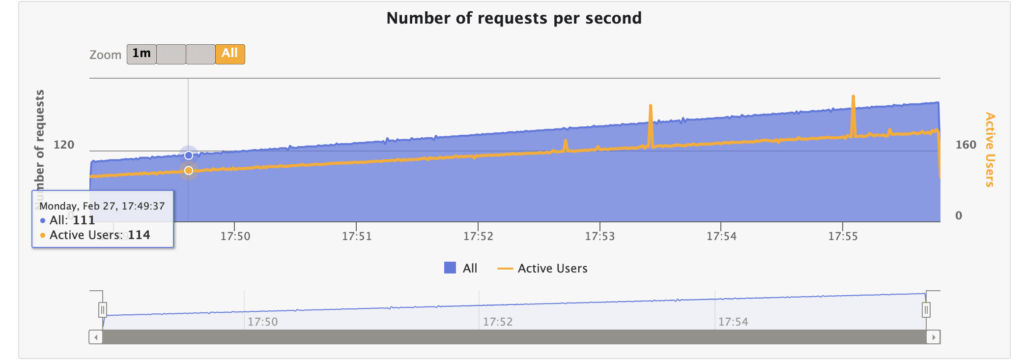 Number of requests per second
Zoom 1m All
Number of requests
120
160
0
Active Users
Monday, Feb 27, 17:49:37
All: 111
Active Users: 114
17:50 17:51 17:52 17:53 17:54 17:55
All Active Users
17:50 17:52 17:54